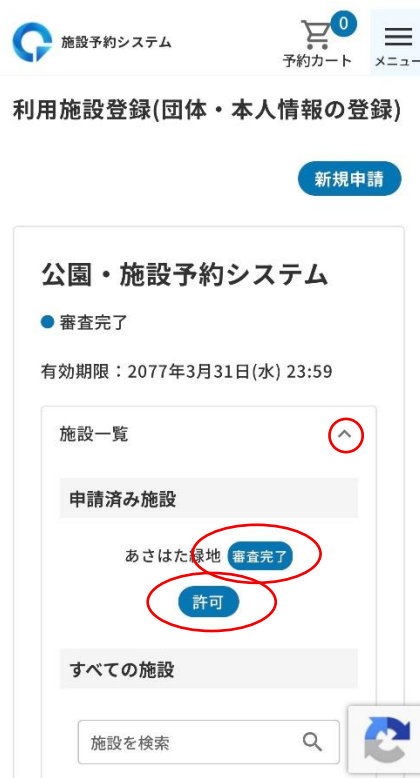 施設予約システム
0
予約カート
メニュー
利用施設登録(団体・本人情報の登録)
新規申請
公園・施設予約システム
審査完了
有効期限：2077年3月31日(水) 23:59
施設一覧
申請済み施設
あさはた緑地 審査完了
許可
すべての施設
施設を検索